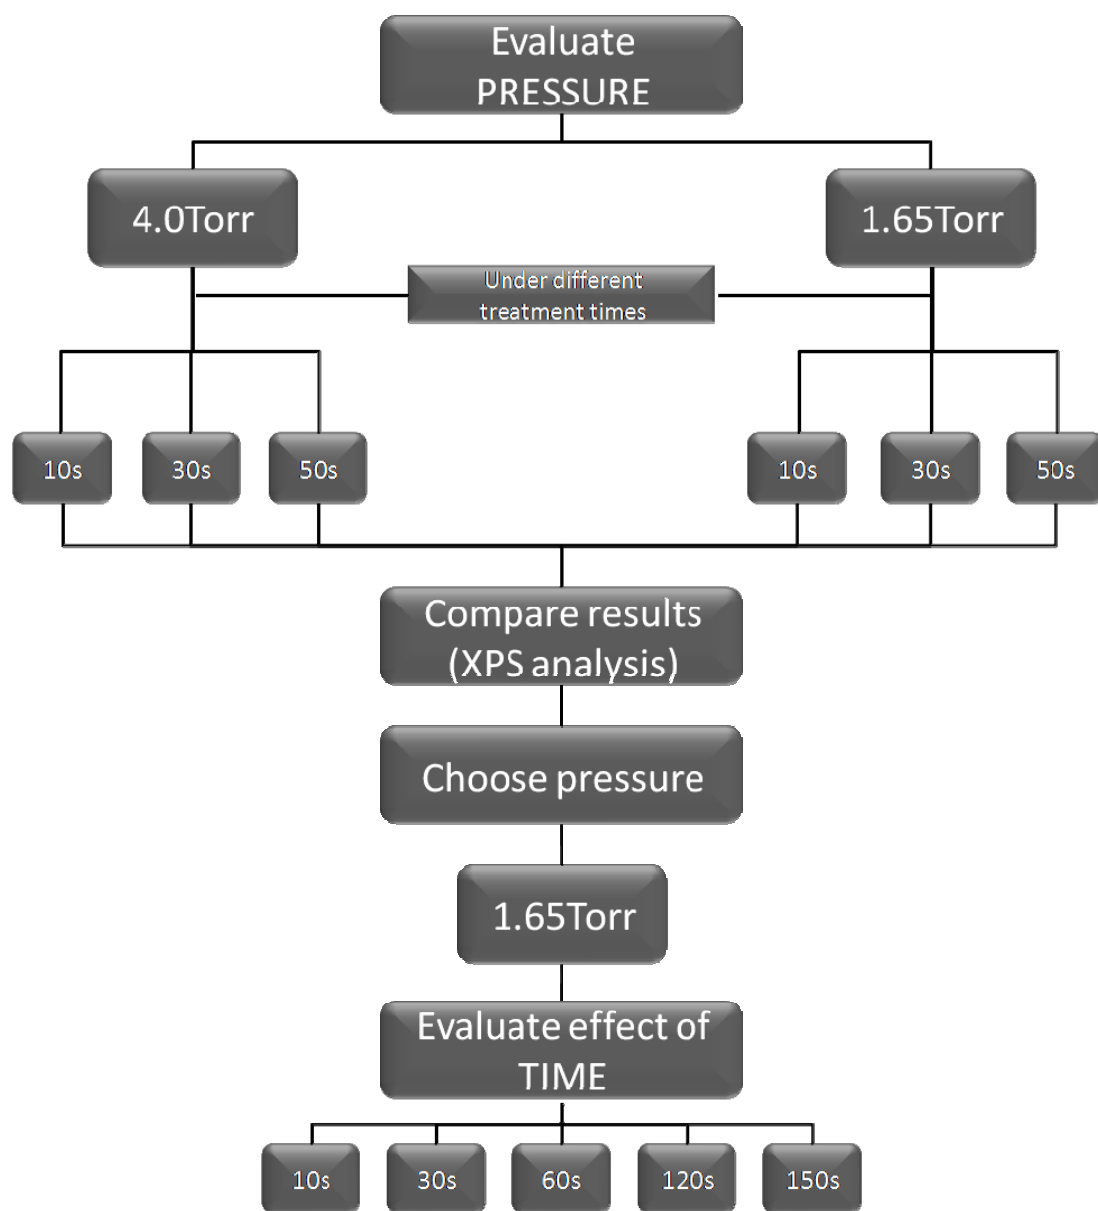 Evaluate
PRESSURE
4.0Torr
1.65Torr
Under different
treatment times
10s
30s
50s
10s
30s
50s
Compare results
(XPS analysis)
Choose pressure
1.65Torr
Evaluate effect of
TIME
10s
30s
60s
120s
150s